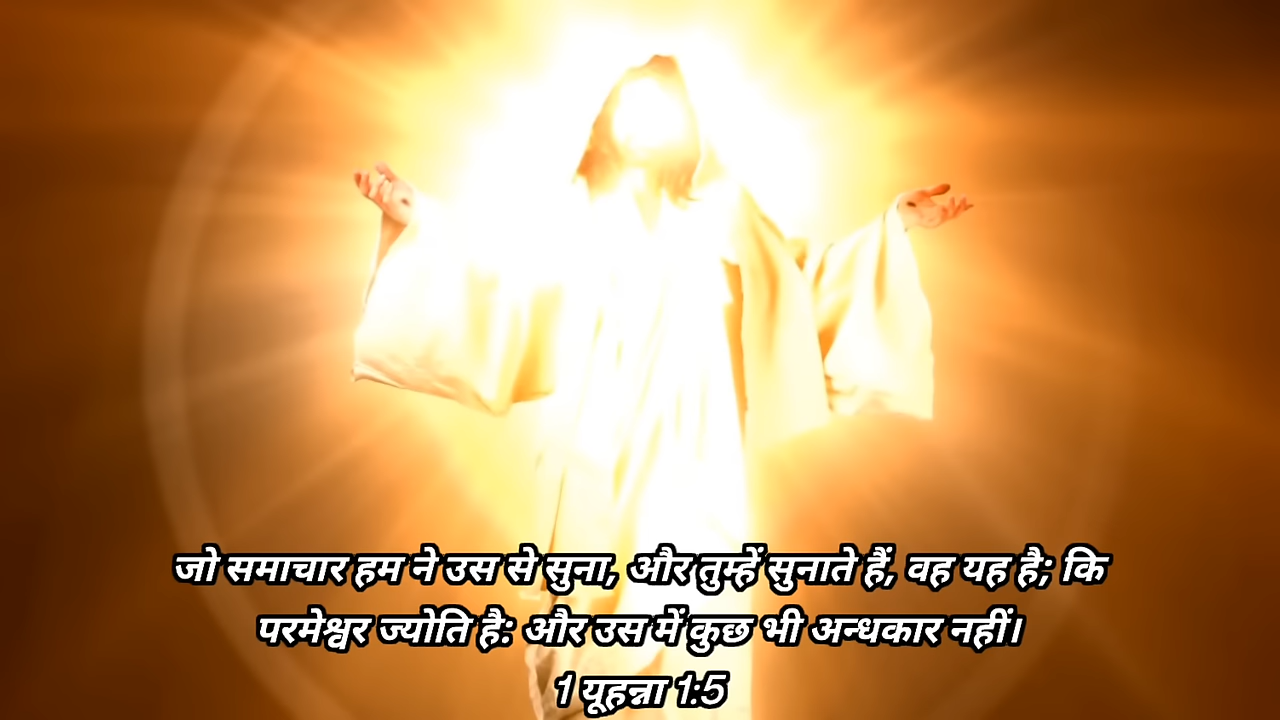 जो समाचार हम ने उस से सुना, और तुम्हें सुनाते हैं, वह यह है; कि
परमेश्वर ज्योति है: और उस में कुछ भी अन्धकार नहीं।
1 यूहन्ना 1:5